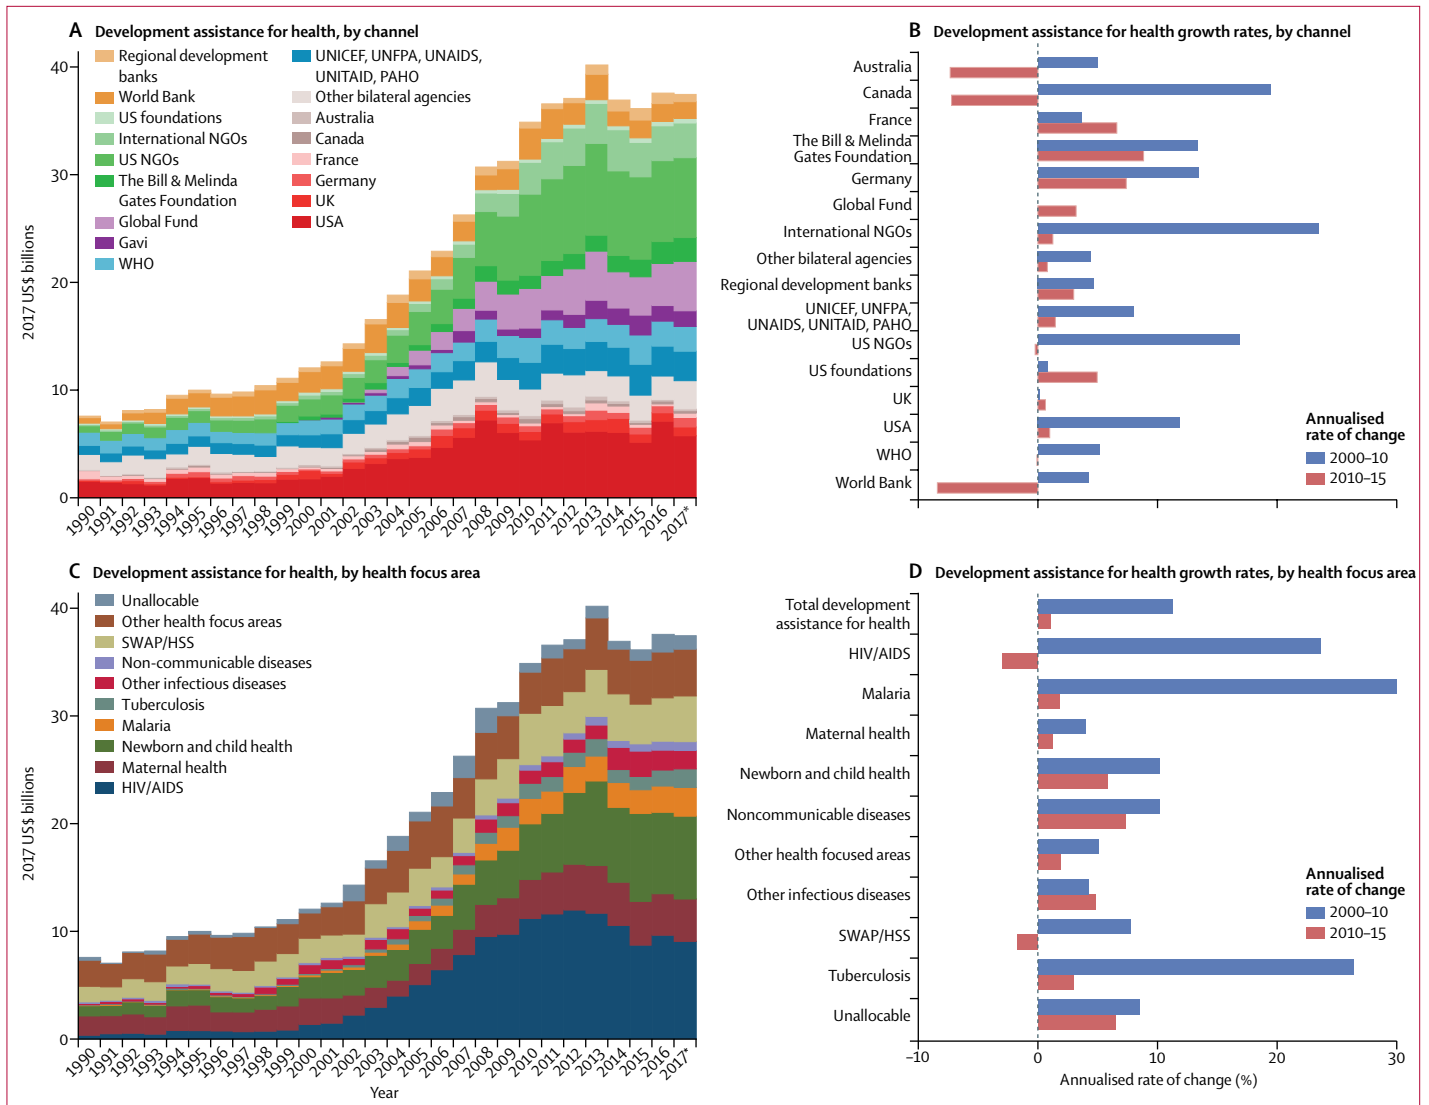 A Development assistance for health, by channel
Regional development
banks
World Bank
US foundations
International NGOs
US NGOs
The Bill & Melinda
Gates Foundation
Global Fund
Gavi
WHO
UNICEF, UNFPA, UNAIDS,
UNITAID, PAHO
Other bilateral agencies
Australia
Canada
France
Germany
UK
USA
2017 US$ billions
40
30
20
10
0
1990
1991
1992
1993
1994
1995
1996
1997
1998
1999
2000
2001
2002
2003
2004
2005
2006
2007
2008
2009
2010
2011
2012
2013
2014
2015
2016
2017*
B Development assistance for health growth rates, by channel
Australia
Canada
France
The Bill & Melinda
Gates Foundation
Germany
Global Fund
International NGOs
Other bilateral agencies
Regional development banks
UNICEF, UNFPA,
UNAIDS, UNITAID, PAHO
US NGOs
US foundations
UK
USA
WHO
World Bank
Annualised
rate of change
2000–10
2010–15
C Development assistance for health, by health focus area
Unallocable
Other health focus areas
SWAP/HSS
Non-communicable diseases
Other infectious diseases
Tuberculosis
Malaria
Newborn and child health
Maternal health
HIV/AIDS
2017 US$ billions
40
30
20
10
0
1990
1991
1992
1993
1994
1995
1996
1997
1998
1999
2000
2001
2002
2003
2004
2005
2006
2007
2008
2009
2010
2011
2012
2013
2014
2015
2016
2017*
Year
D Development assistance for health growth rates, by health focus area
Total development
assistance for health
HIV/AIDS
Malaria
Maternal health
Newborn and child health
Noncommunicable diseases
Other health focused areas
Other infectious diseases
SWAP/HSS
Tuberculosis
Unallocable
Annualised
rate of change
2000–10
2010–15
–10
0
10
20
30
Annualised rate of change (%)